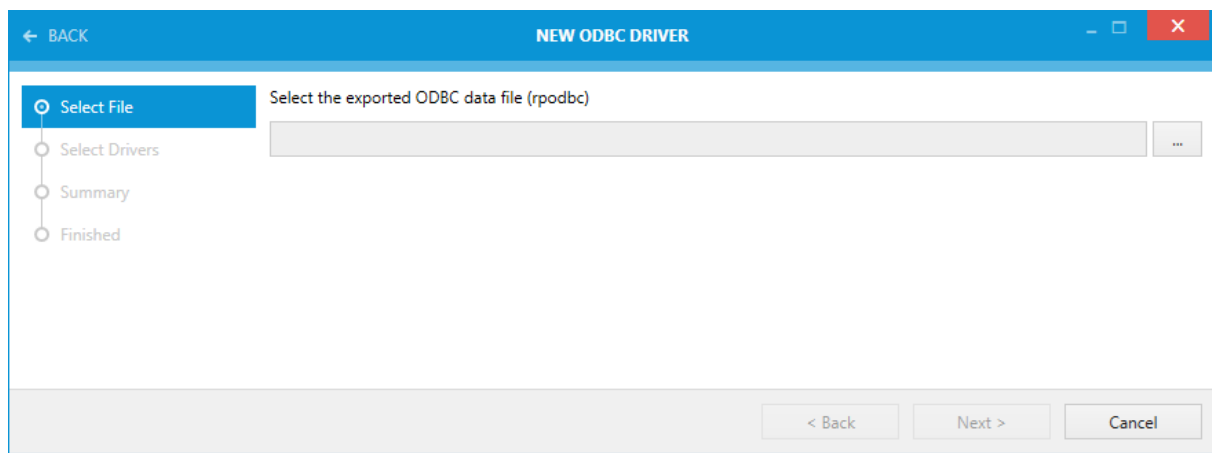 ← BACK
NEW ODBC DRIVER
Select File
Select the exported ODBC data file (rpodbc)
...
Select Drivers
Summary
Finished
< Back
Next >
Cancel